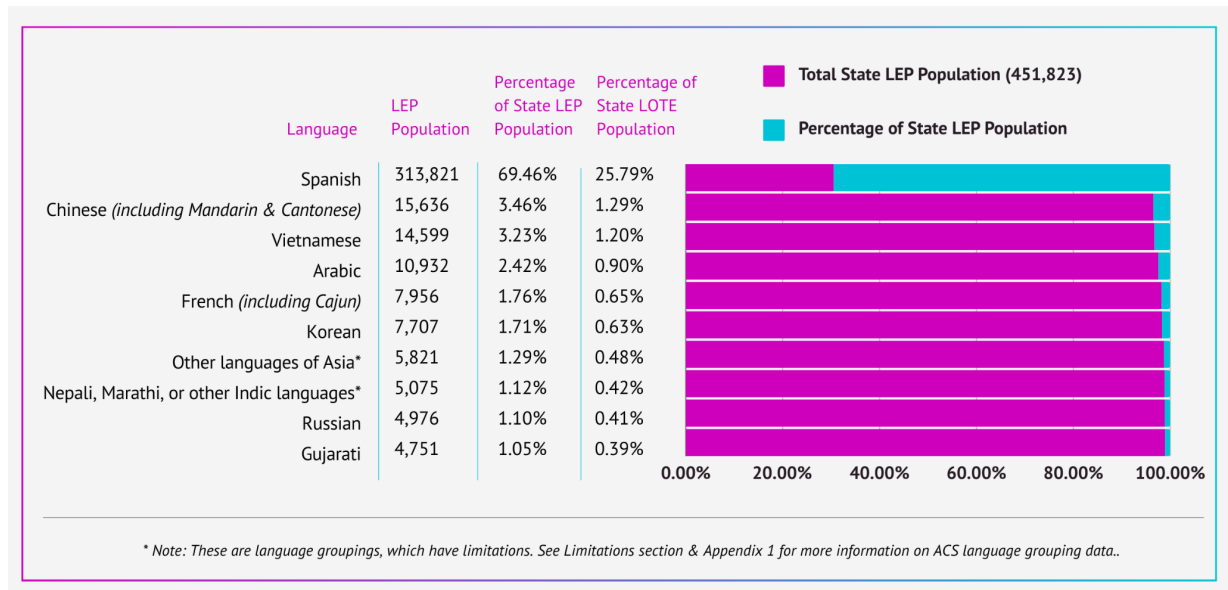 Total State LEP Population (451,823)
Percentage of State LEP Population
Language
LEP
Population
Percentage
of State LEP
Population
Percentage of
State LOTE
Population
Spanish 313,821 69.46% 25.79%
Chinese (including Mandarin & Cantonese) 15,636 3.46% 1.29%
Vietnamese 14,599 3.23% 1.20%
Arabic 10,932 2.42% 0.90%
French (including Cajun) 7,956 1.76% 0.65%
Korean 7,707 1.71% 0.63%
Other languages of Asia* 5,821 1.29% 0.48%
Nepali, Marathi, or other Indic languages* 5,075 1.12% 0.42%
Russian 4,976 1.10% 0.41%
Gujarati 4,751 1.05% 0.39%
0.00% 20.00% 40.00% 60.00% 80.00% 100.00%
* Note: These are language groupings, which have limitations. See Limitations section & Appendix 1 for more information on ACS language grouping data..